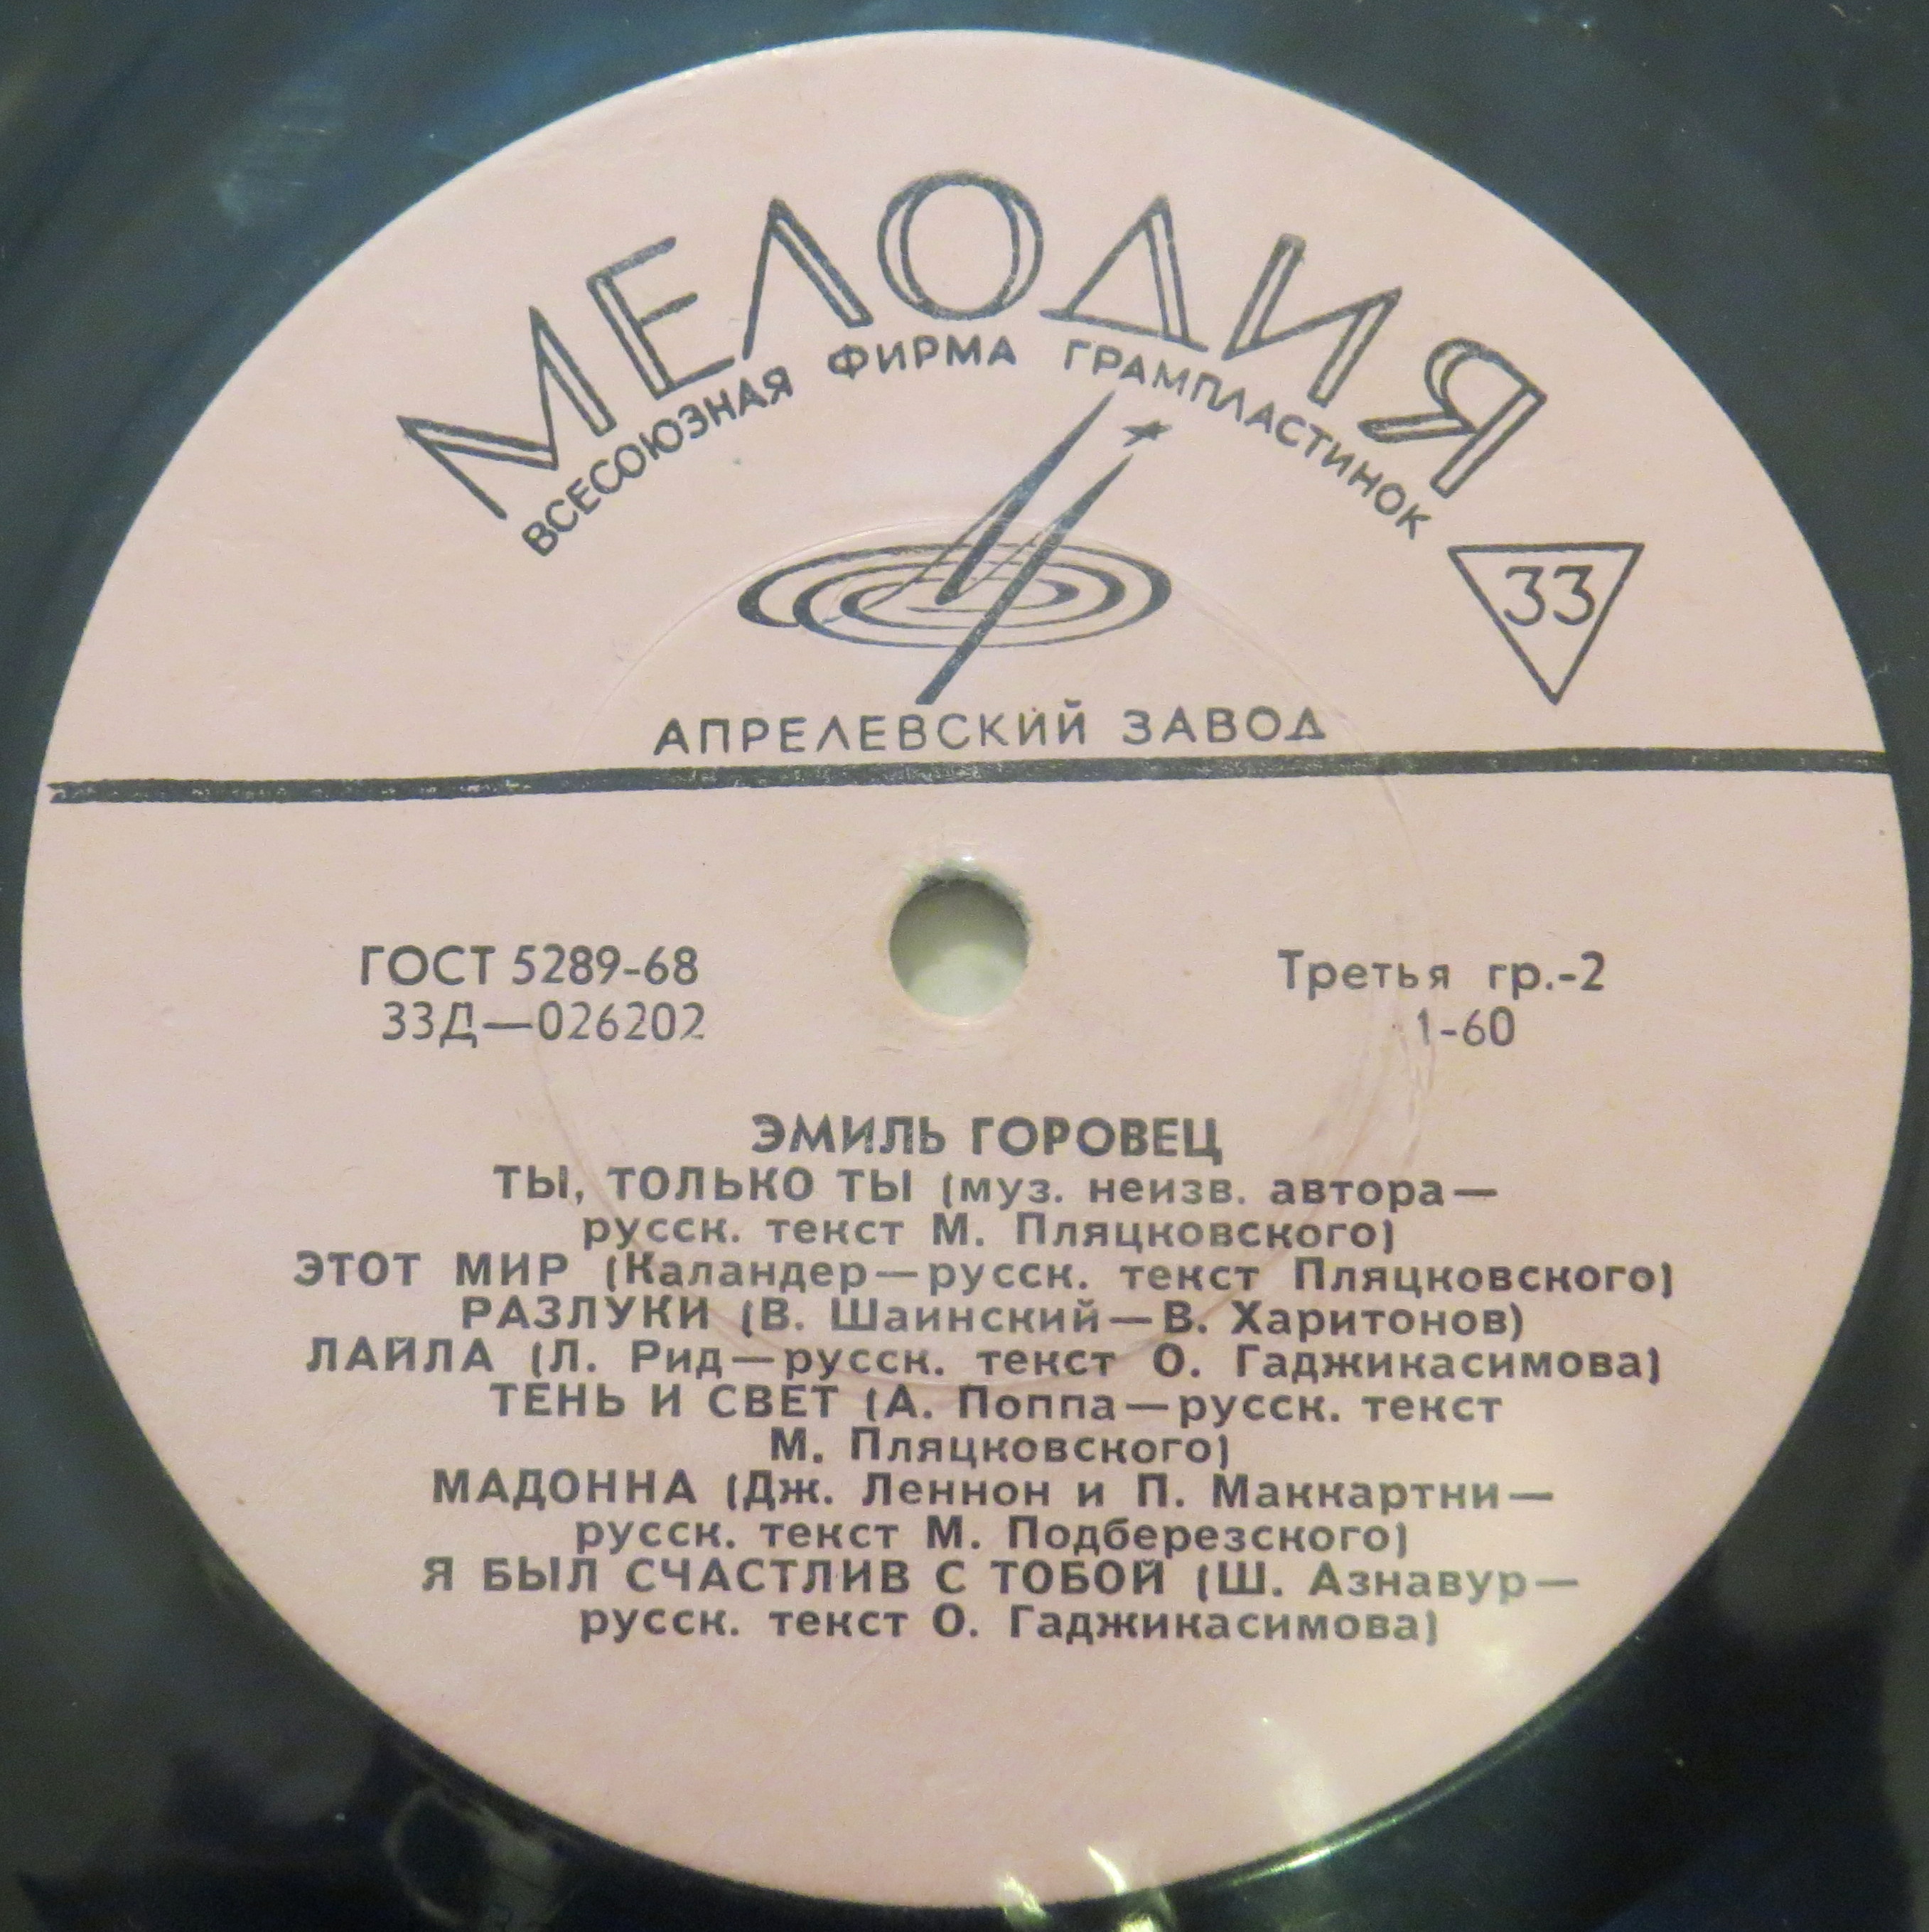 МЕЛОДИЯ
ВСЕСОЮЗНАЯ ФИРМА ГРАМПЛАСТИНОК
33
АПРЕЛЕВСКИЙ ЗАВОД
ГОСТ 5289-68
Третья гр.-2
33Д—026202
1-60
ЭМИЛЬ ГОРОВЕЦ
ТЫ, ТОЛЬКО ТЫ (муз. неизв. автора—
русск. текст М. Пляцковского)
ЭТОТ МИР (Каландер—русск. текст Пляцковского)
РАЗЛУКИ (В. Шаинский—В. Харитонов)
ЛАЙЛА (Л. Рид—русск. текст О. Гаджикасимова)
ТЕНЬ И СВЕТ (А. Поппа—русск. текст
М. Пляцковского)
МАДОННА (Дж. Леннон и П. Маккартни—
русск. текст М. Подберезского)
Я БЫЛ СЧАСТЛИВ С ТОБОЙ (Ш. Азнавур—
русск. текст О. Гаджикасимова)